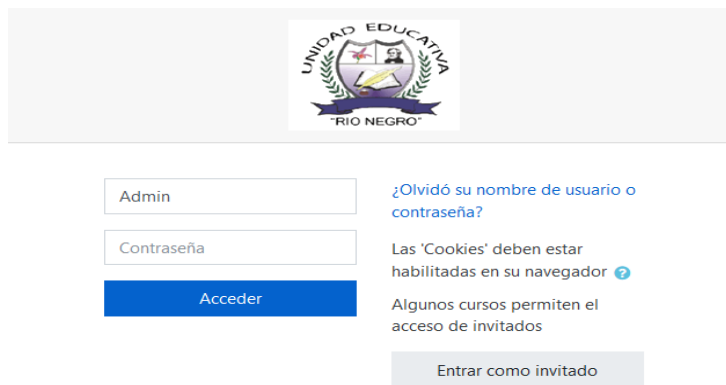 UNIDAD EDUCATIVA
"RIO NEGRO"
Admin
Contraseña
Acceder
¿Olvidó su nombre de usuario o
contraseña?
Las 'Cookies' deben estar
habilitadas en su navegador ?
Algunos cursos permiten el
acceso de invitados
Entrar como invitado